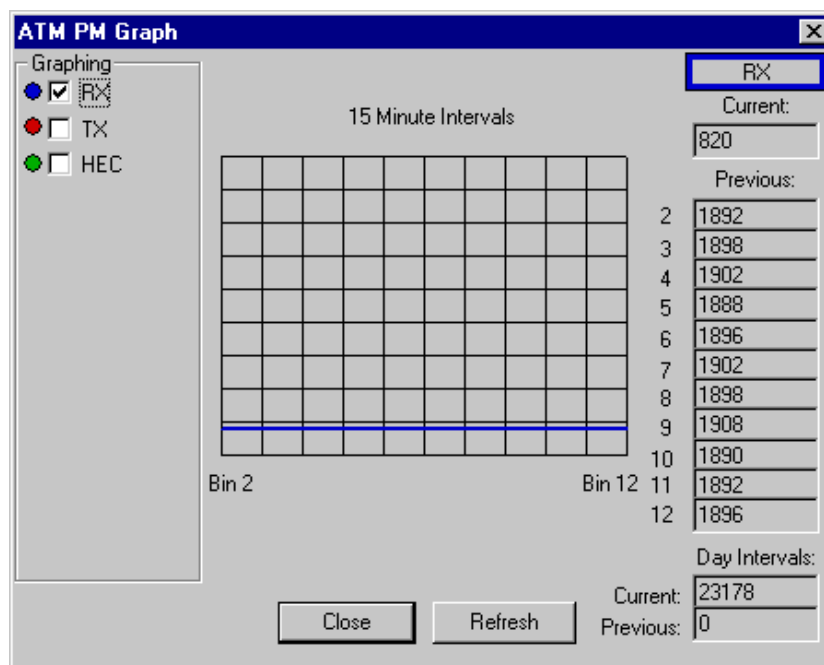 ATM PM Graph
Graphing
RX
TX
HEC
15 Minute Intervals
Bin 2
Bin 12
RX
Current:
820
Previous:
2 1892
3 1898
4 1902
5 1888
6 1896
7 1902
8 1898
9 1908
10 1890
11 1892
12 1896
Day Intervals:
Current: 23178
Previous: 0
Close
Refresh